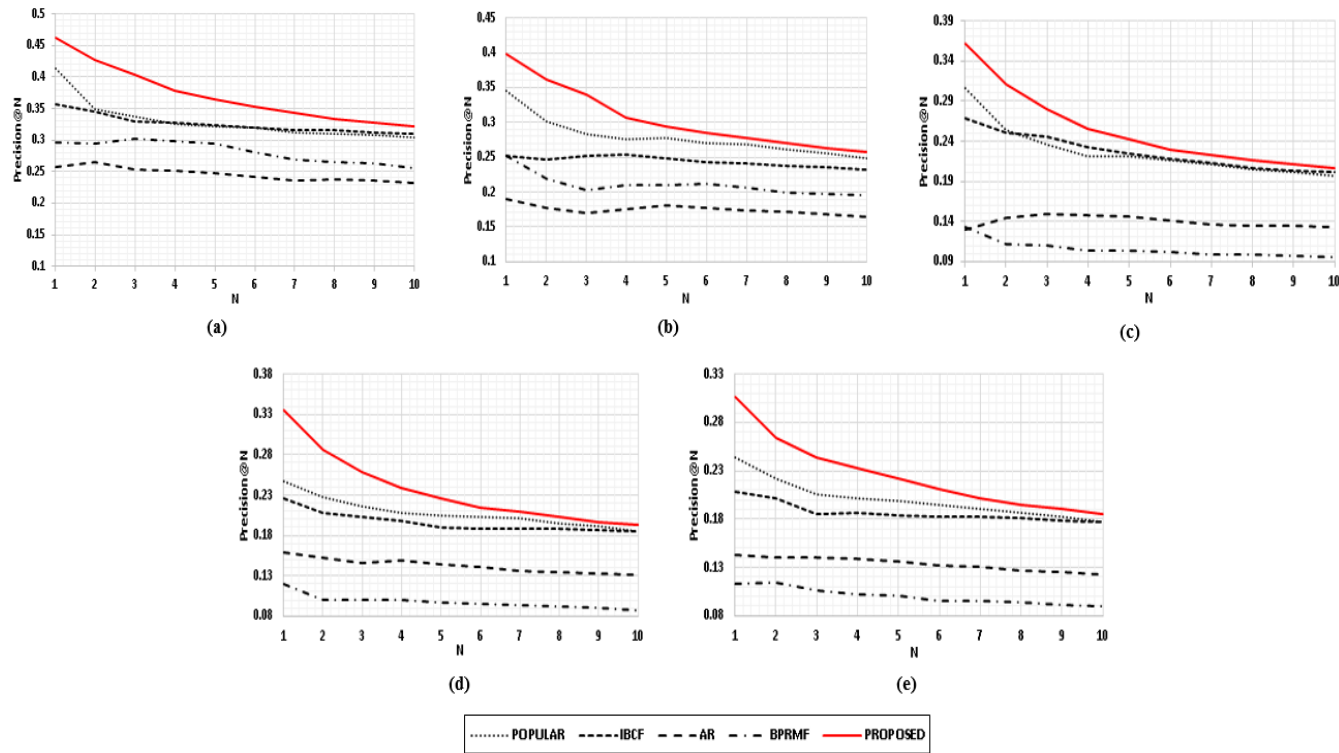 Precision@N
0.5
0.45
0.4
0.35
0.3
0.25
0.2
0.15
0.1
1 2 3 4 5 6 7 8 9 10
N
(a)
Precision@N
0.45
0.4
0.35
0.3
0.25
0.2
0.15
0.1
1 2 3 4 5 6 7 8 9 10
N
(b)
Precision@N
0.39
0.34
0.29
0.24
0.19
0.14
0.09
1 2 3 4 5 6 7 8 9 10
N
(c)
Precision@N
0.38
0.33
0.28
0.23
0.18
0.13
0.08
1 2 3 4 5 6 7 8 9 10
N
(d)
Precision@N
0.33
0.28
0.23
0.18
0.13
0.08
1 2 3 4 5 6 7 8 9 10
N
(e)
POPULAR IBCF AR BPRMF PROPOSED